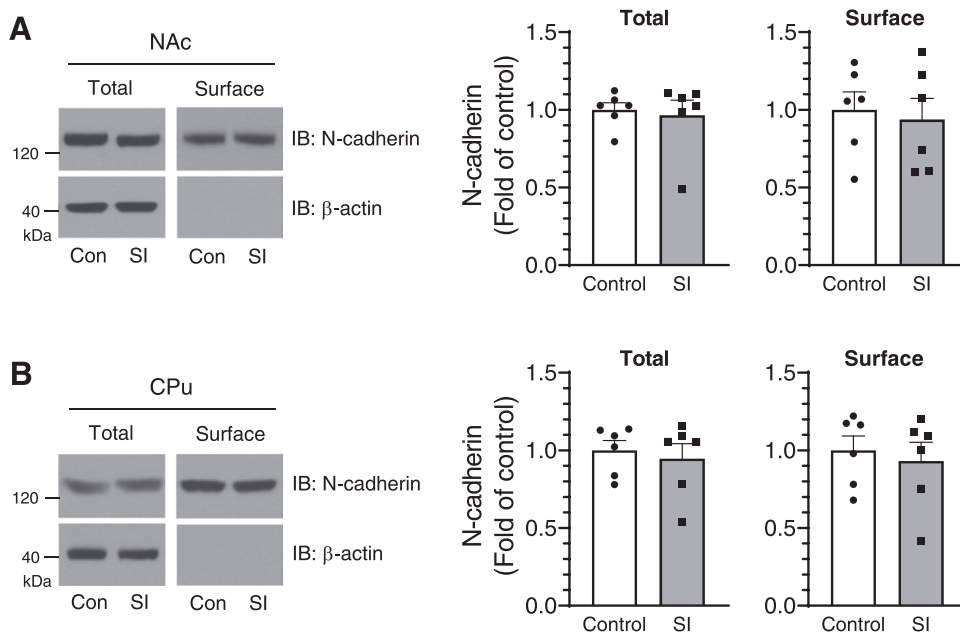 A
NAc
Total Surface
IB: N-cadherin
120
IB: β-actin
40
kDa
Con SI Con SI
N-cadherin
(Fold of control)
Total
1.5
1.0
0.5
0.0
Control SI
Surface
1.5
1.0
0.5
0.0
Control SI
B
CPu
Total Surface
IB: N-cadherin
120
IB: β-actin
40
kDa
Con SI Con SI
N-cadherin
(Fold of control)
Total
1.5
1.0
0.5
0.0
Control SI
Surface
1.5
1.0
0.5
0.0
Control SI